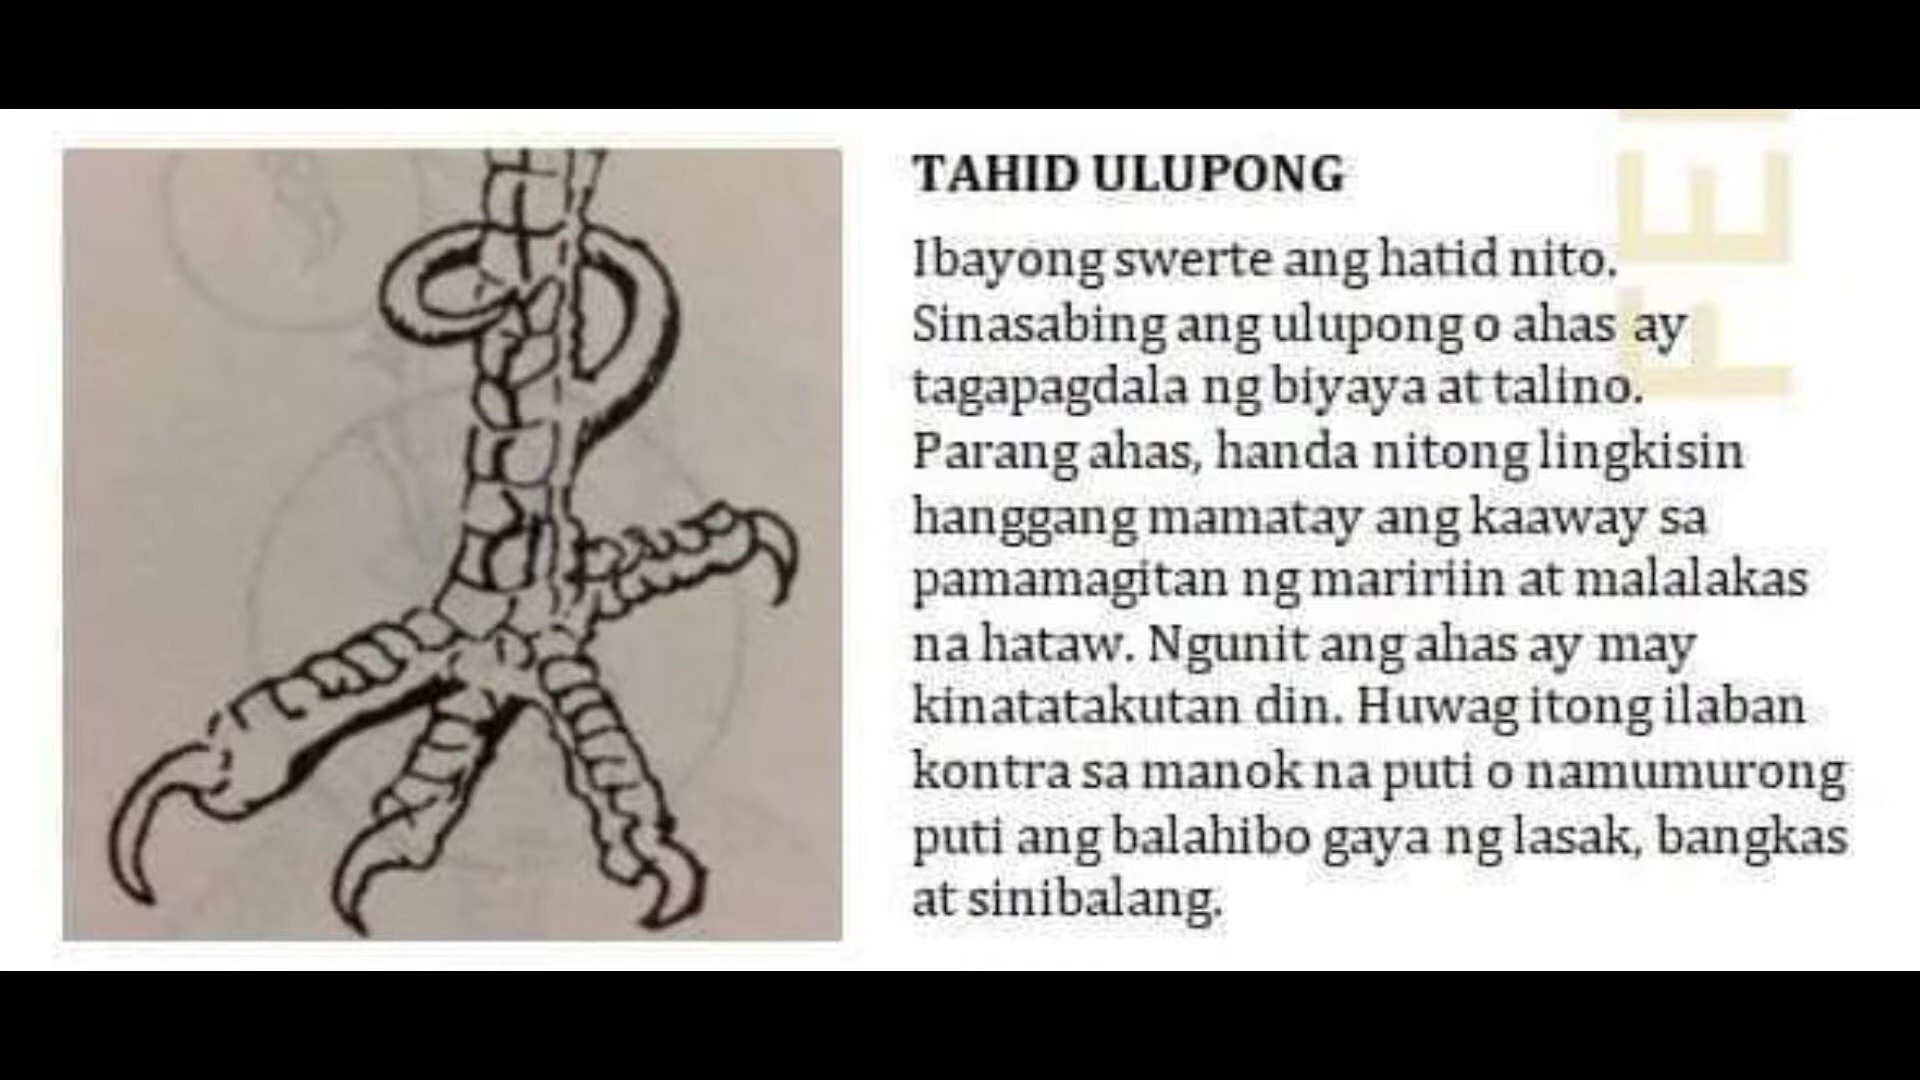 TAHID ULUPONG
Ibayong swerte ang hatid nito.
Sinasabing ang ulupong o ahas ay
tagapagdala ng biyaya at talino.
Parang ahas, handa nitong lingkisin
hanggang mamatay ang kaaway sa
pamamagitan ng maririin at malalakas
na hataw. Ngunit ang ahas ay may
kinatatakutan din. Huwag itong ilaban
kontra sa manok na puti o namumurong
puti ang balahibo gaya ng lasak, bangkas
at sinibalang.